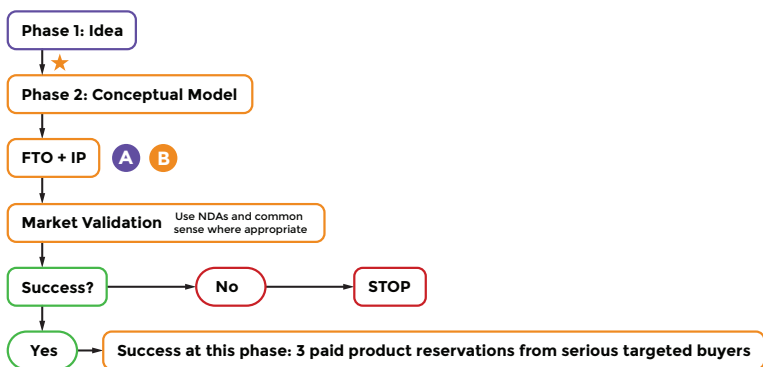 Phase 1: Idea
Phase 2: Conceptual Model
FTO + IP
A
B
Market Validation
Use NDAs and common
sense where appropriate
Success?
No
STOP
Yes
Success at this phase: 3 paid product reservations from serious targeted buyers